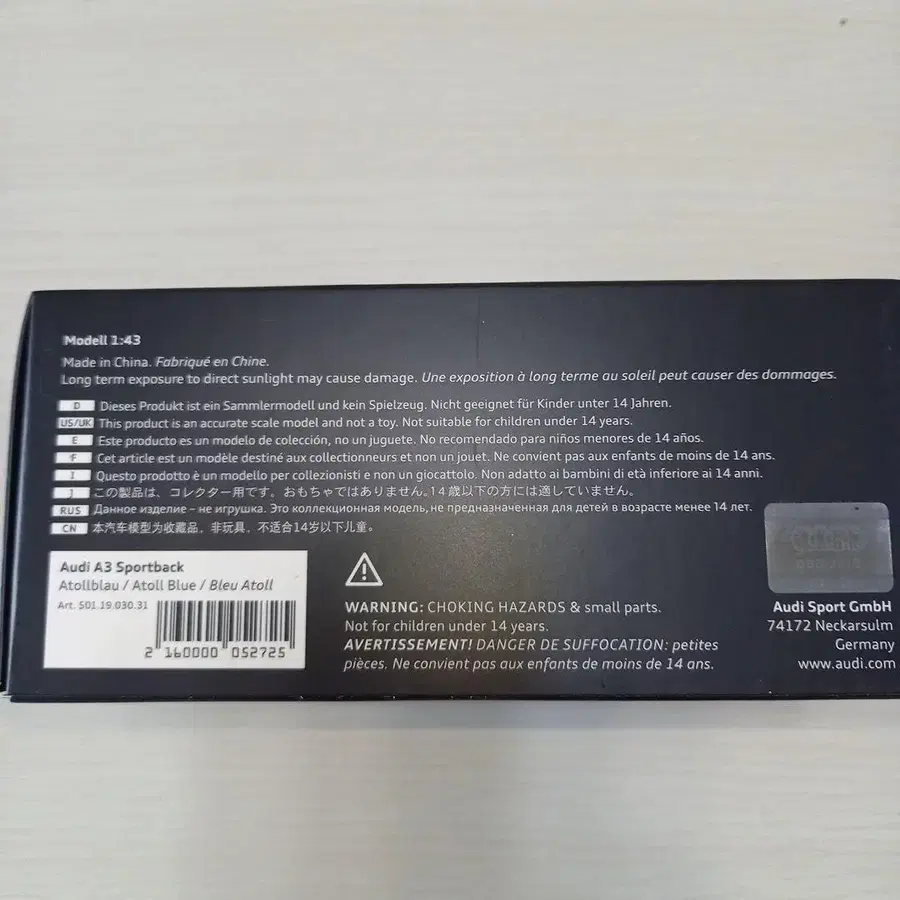 Modell 1:43
Made in China. Fabriqué en Chine.
Long term exposure to direct sunlight may cause damage. Une exposition à long terme au soleil peut causer des dommages.
D Dieses Produkt ist ein Sammlermodell und kein Spielzeug. Nicht geeignet für Kinder unter 14 Jahren.
US/UK This product is an accurate scale model and not a toy. Not suitable for children under 14 years.
E Este producto es un modelo de colección, no un juguete. No recomendado para niños menores de 14 años.
F Cet article est un modèle destiné aux collectionneurs et non un jouet. Ne convient pas aux enfants de moins de 14 ans.
I Questo prodotto è un modello per collezionisti e non un giocattolo. Non adatto ai bambini di età inferiore ai 14 anni.
J この製品は、コレクター用です。おもちゃではありません。14歳以下の方には適していません。
RUS Данное изделие – не игрушка. Это коллекционная модель, не предназначенная для детей в возрасте менее 14 лет.
CN 本汽车模型为收藏品，非玩具，不适合14岁以下儿童。
Audi A3 Sportback
Atollblau / Atoll Blue / Bleu Atoll
Art. 501.19.030.31
2 160000 052725
WARNING: CHOKING HAZARDS & small parts.
Not for children under 14 years.
AVERTISSEMENT! DANGER DE SUFFOCATION: petites
pièces. Ne convient pas aux enfants de moins de 14 ans.
Audi Sport GmbH
74172 Neckarsulm
Germany
www.audi.com